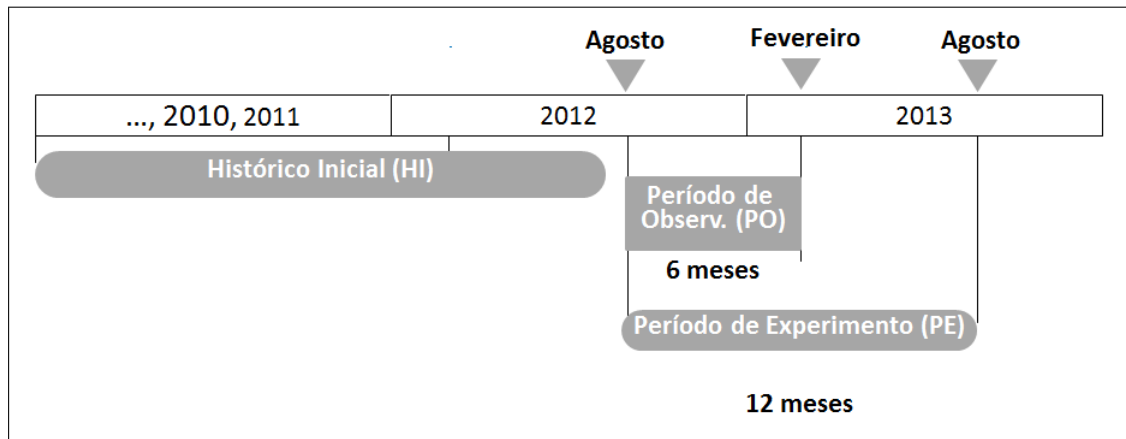 Agosto
Fevereiro
Agosto
..., 2010, 2011
2012
2013
Histórico Inicial (HI)
Período de
Observ. (PO)
6 meses
Período de Experimento (PE)
12 meses